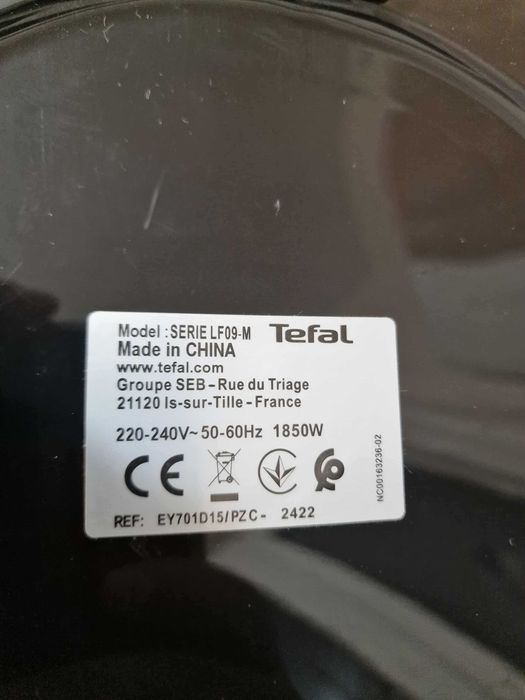 Model : SERIE LF09-M Tefal
Made in CHINA
www.tefal.com
Groupe SEB – Rue du Triage
21120 Is-sur-Tille – France
220-240V~ 50-60Hz 1850W
CE
NC00163236-02
REF: EY701D15/PZC - 2422